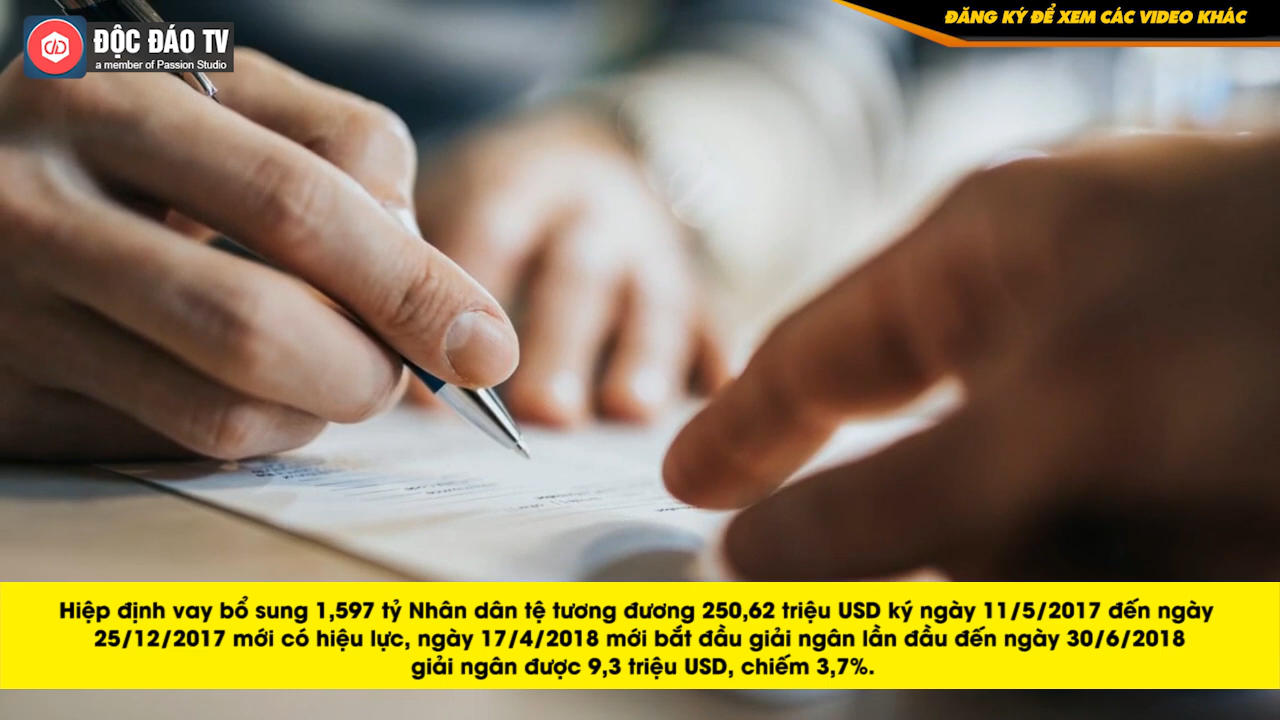 ĐỘC ĐÁO TV
a member of Passion Studio
ĐĂNG KÝ ĐỂ XEM CÁC VIDEO KHÁC
Hiệp định vay bổ sung 1,597 tỷ Nhân dân tệ tương đương 250,62 triệu USD ký ngày 11/5/2017 đến ngày
25/12/2017 mới có hiệu lực, ngày 17/4/2018 mới bắt đầu giải ngân lần đầu đến ngày 30/6/2018
giải ngân được 9,3 triệu USD, chiếm 3,7%.